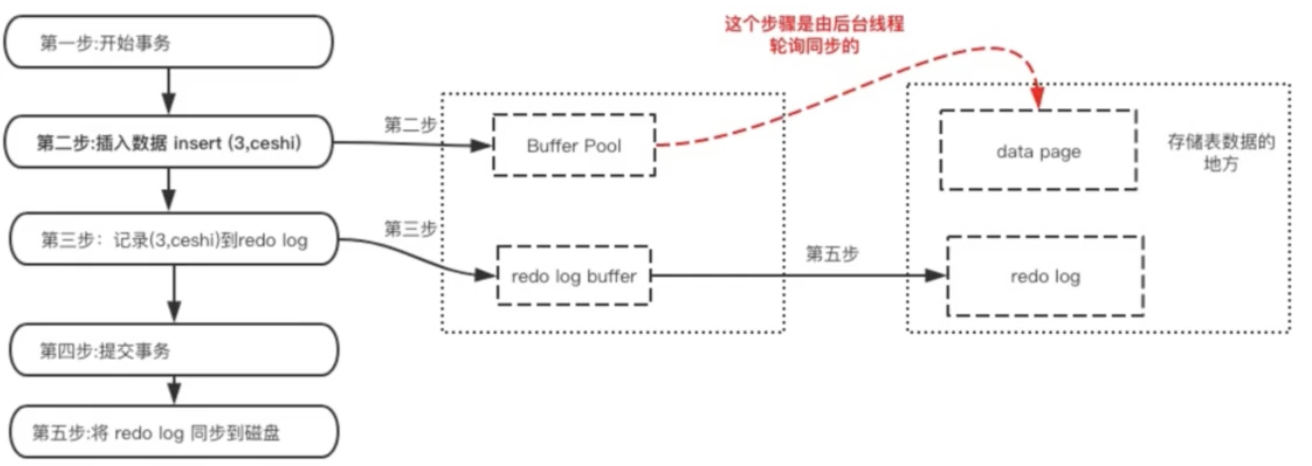 第一步:开始事务
第二步:插入数据 insert (3,ceshi)
第三步：记录(3,ceshi)到redo log
第四步:提交事务
第五步:将 redo log 同步到磁盘
第二步
第三步
Buffer Pool
redo log buffer
这个步骤是由后台线程
轮询同步的
第五步
data page
redo log
存储表数据的
地方